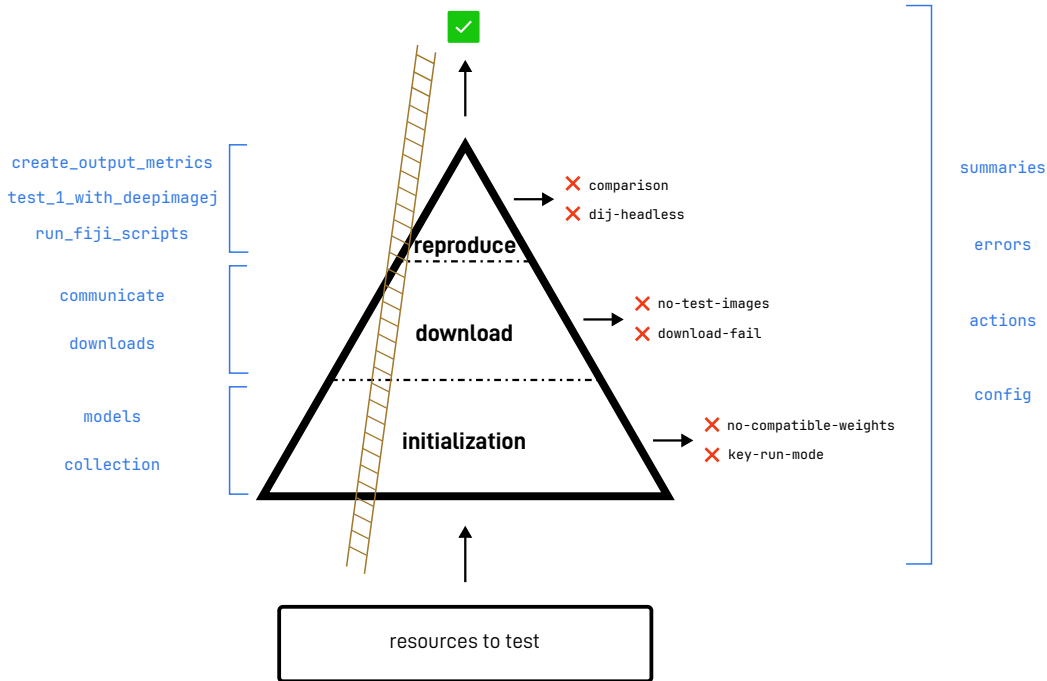 create_output_metrics
test_1_with_deepimagej
run_fiji_scripts
communicate
downloads
models
collection
reproduce
download
initialization
comparison
dij-headless
no-test-images
download-fail
no-compatible-weights
key-run-mode
summaries
errors
actions
config
resources to test